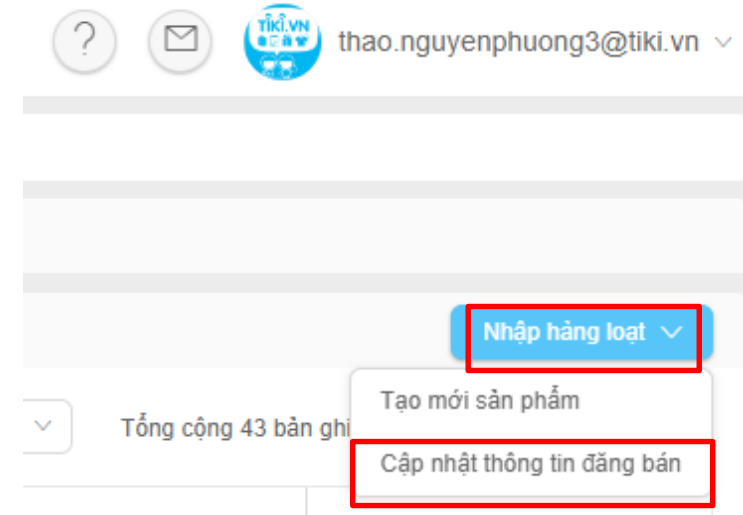 ?
TIKI.VN
thao.nguyenphuong3@tiki.vn
Nhập hàng loạt
Tạo mới sản phẩm
Tổng cộng 43 bản ghi
Cập nhật thông tin đăng bán